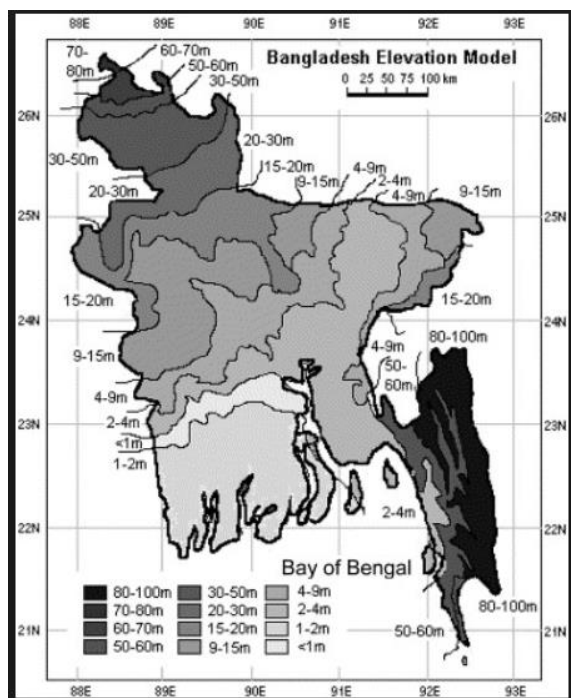 88E 89E 90E 91E 92E 93E
Bangladesh Elevation Model
0 25 50 75 100 km
70-
80m
60-70m
50-60m
30-50m
26N
26N
20-30m
30-50m
15-20m
9-15m
4-9m
2-4m
4-9m
9-15m
20-30m
25N
25N
15-20m
15-20m
24N
24N
9-15m
4-9m
50-
60m
80-100m
4-9m
2-4m
<1m
1-2m
23N
23N
22N
22N
2-4m
Bay of Bengal
80-100m
50-60m
80-100m 30-50m 4-9m
70-80m 20-30m 2-4m
60-70m 15-20m 1-2m
50-60m 9-15m <1m
21N
21N
88E 89E 90E 91E 92E 93E